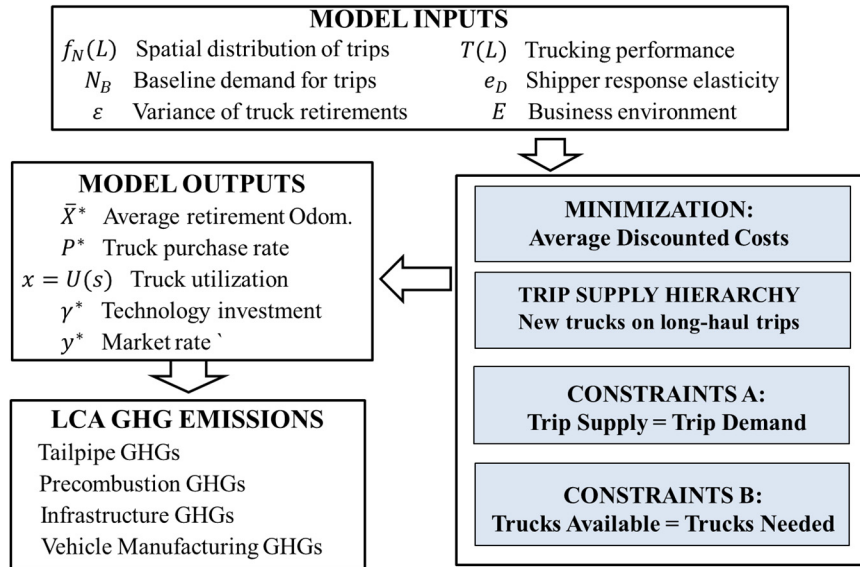 MODEL INPUTS
f_N(L) Spatial distribution of trips
N_B Baseline demand for trips
ε Variance of truck retirements
T(L) Trucking performance
e_D Shipper response elasticity
E Business environment
MODEL OUTPUTS
X̄* Average retirement Odom.
P* Truck purchase rate
x = U(s) Truck utilization
γ* Technology investment
y* Market rate `
LCA GHG EMISSIONS
Tailpipe GHGs
Precombustion GHGs
Infrastructure GHGs
Vehicle Manufacturing GHGs
MINIMIZATION:
Average Discounted Costs
TRIP SUPPLY HIERARCHY
New trucks on long-haul trips
CONSTRAINTS A:
Trip Supply = Trip Demand
CONSTRAINTS B:
Trucks Available = Trucks Needed